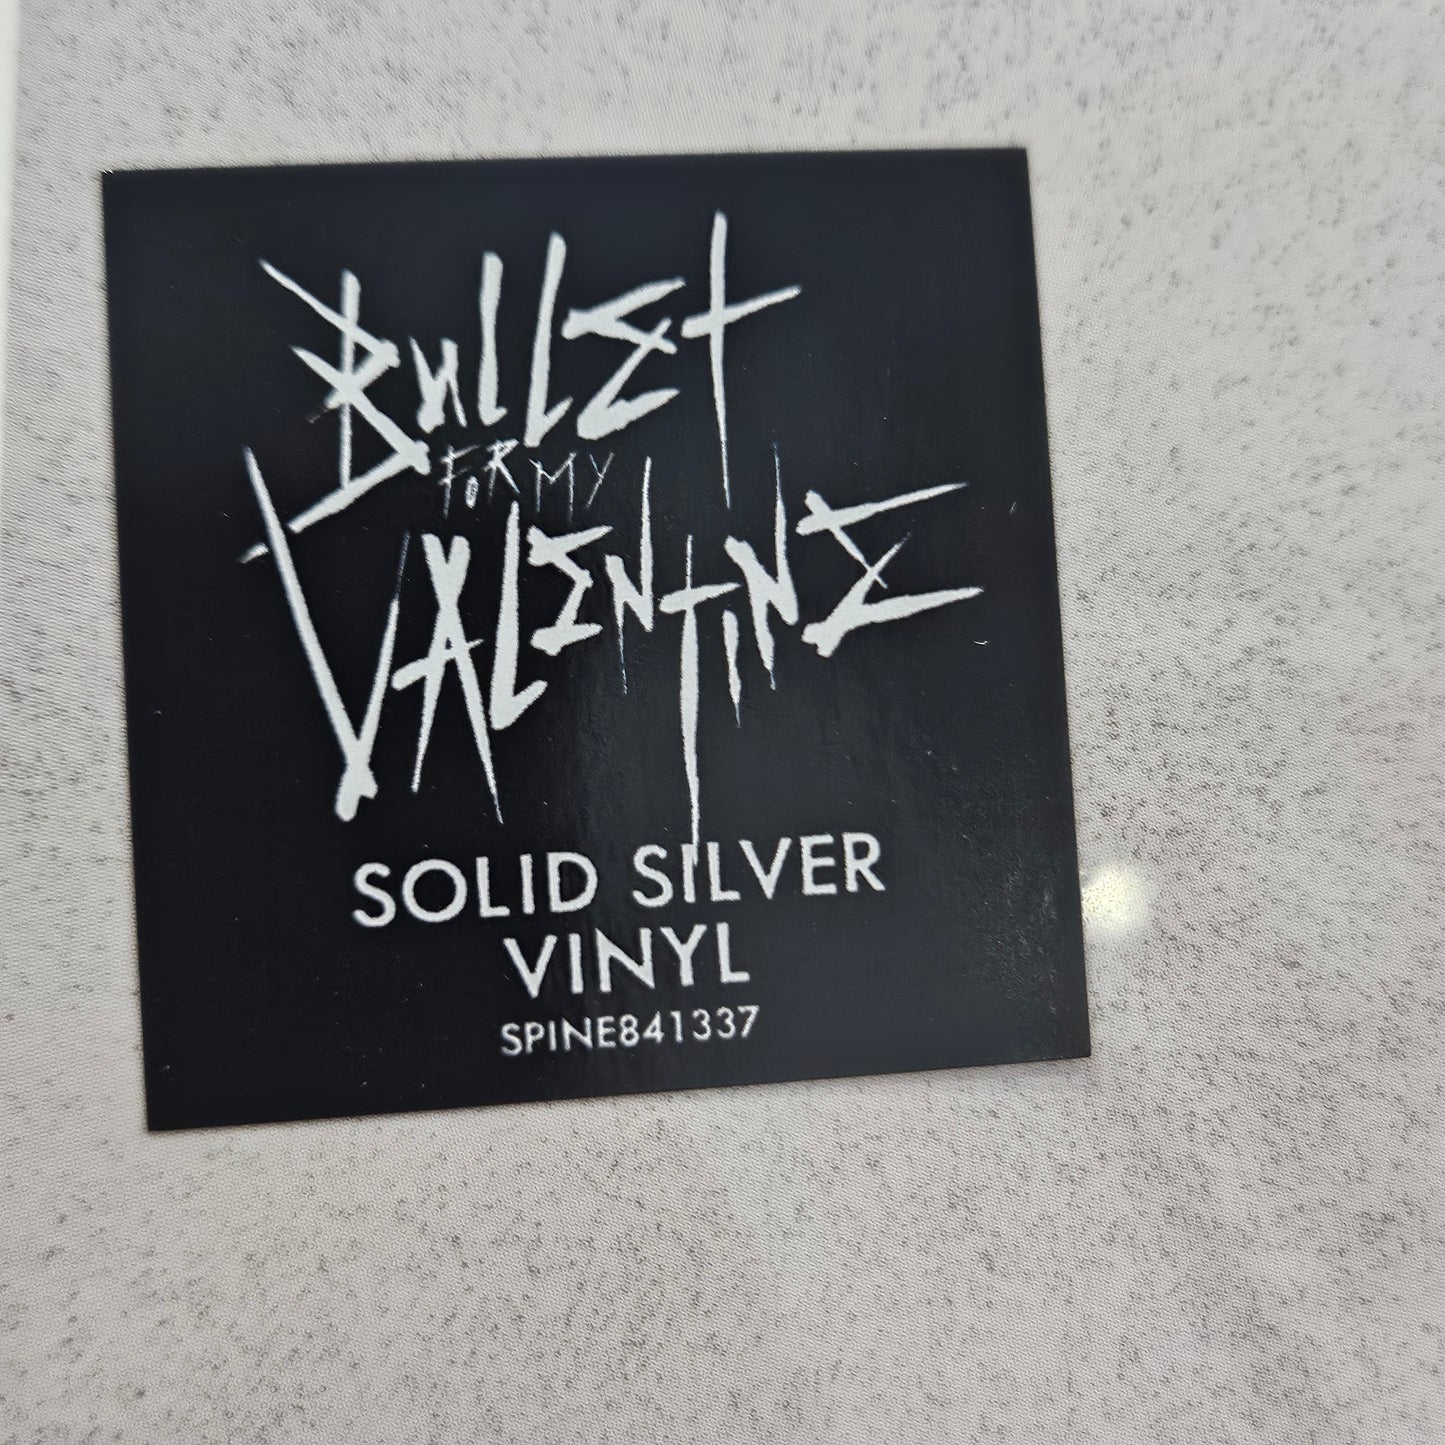 BullET
FOR MY
VALENTINE
SOLID SILVER
VINYL
SPINE841337